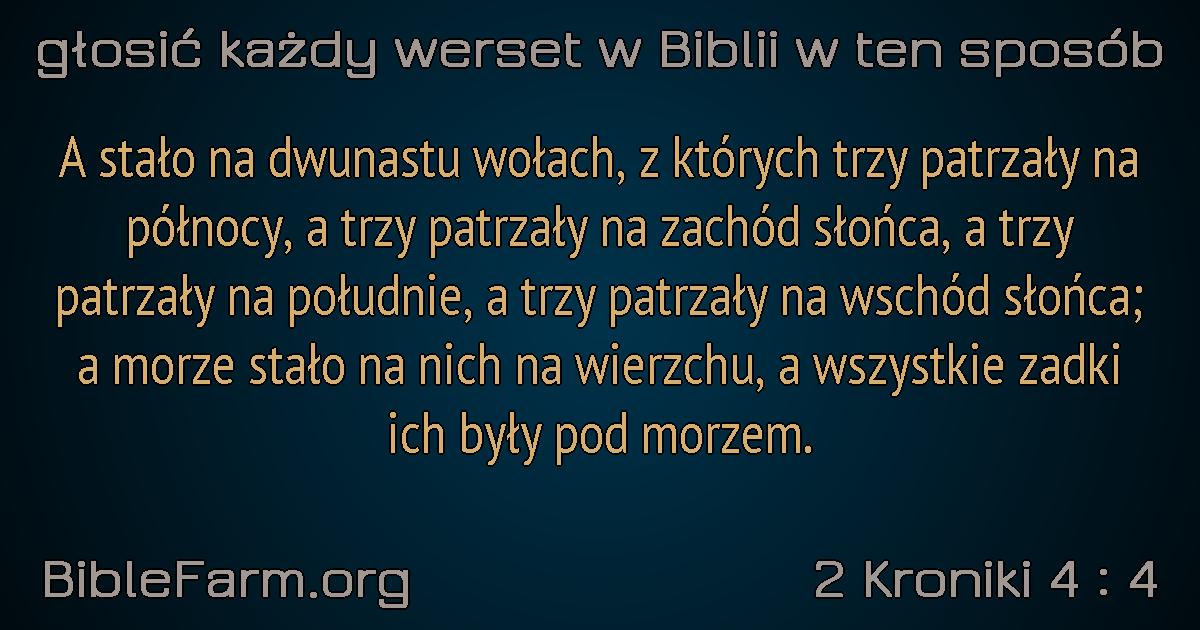 głosić każdy werset w Biblii w ten sposób
A stało na dwunastu wołach, z których trzy patrzały na
północy, a trzy patrzały na zachód słońca, a trzy
patrzały na południe, a trzy patrzały na wschód słońca;
a morze stało na nich na wierzchu, a wszystkie zadki
ich były pod morzem.
BibleFarm.org
2 Kroniki 4 : 4